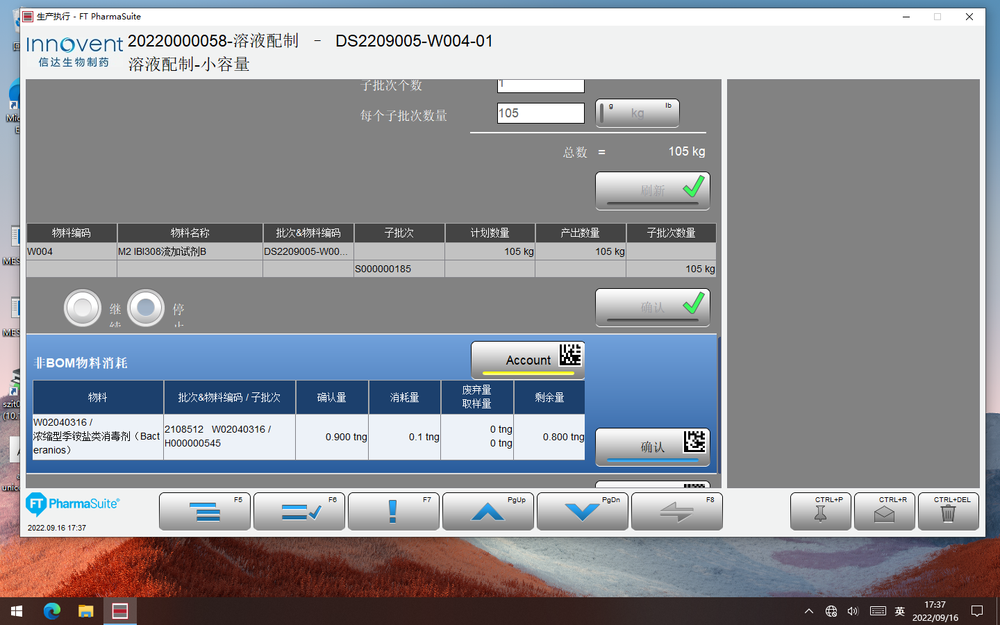 生产执行 - FT PharmaSuite
Innovent
信达生物制药
20220000058-溶液配制 - DS2209005-W004-01
溶液配制-小容量
子批次个数 1
每个子批次数量 105 g kg lb
总数 = 105 kg
刷新
物料编码 物料名称 批次&物料编码 子批次 计划数量 产出数量 子批次数量
W004 M2 IBI308流加试剂B DS2209005-W00... 105 kg 105 kg
S000000185 105 kg
继续 停止 确认
非BOM物料消耗 Account
物料 批次&物料编码 / 子批次 确认量 消耗量 废弃量 取样量 剩余量
W02040316 /
浓缩型季铵盐类消毒剂（Bact
eranios）
2108512 W02040316 /
H000000545
0.900 tng 0.1 tng 0 tng
0 tng
0.800 tng
确认
FT PharmaSuite
2022.09.16 17:37
F5 F6 F7 PgUp PgDn F8 CTRL+P CTRL+R CTRL+DEL
MES
MES
szit0
(10.
unico
英
17:37
2022/09/16